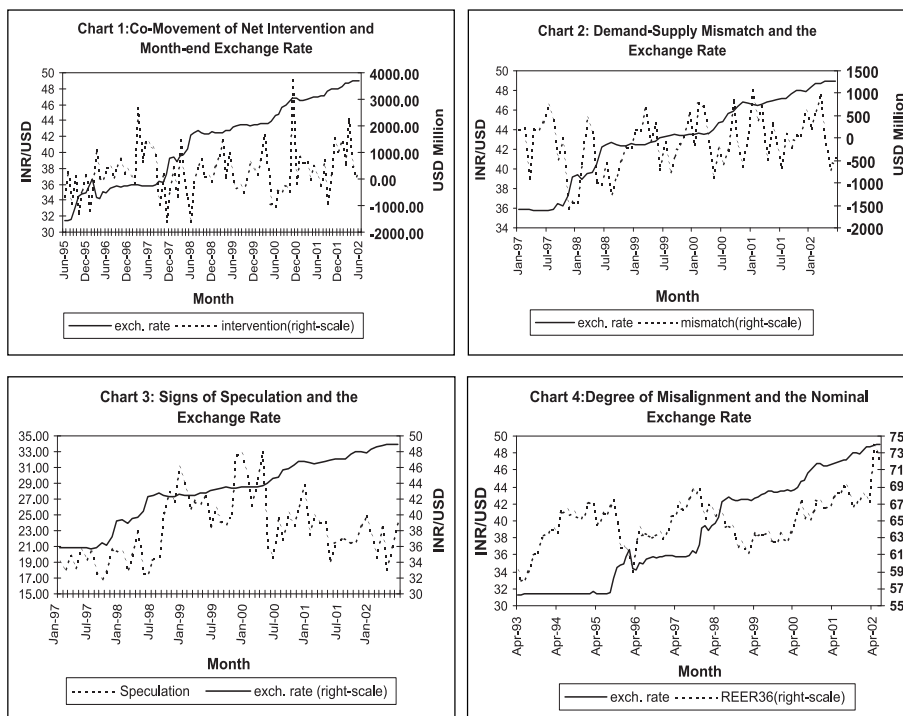 Chart 1:Co-Movement of Net Intervention and
Month-end Exchange Rate
50
48
46
44
42
40
38
36
34
32
30
INR/USD
4000.00
3000.00
2000.00
1000.00
0.00
-1000.00
-2000.00
USD Million
Jun-95
Dec-95
Jun-96
Dec-96
Jun-97
Dec-97
Jun-98
Dec-98
Jun-99
Dec-99
Jun-00
Dec-00
Jun-01
Dec-01
Jun-02
Month
exch. rate
intervention(right-scale)
Chart 2: Demand-Supply Mismatch and the
Exchange Rate
50
48
46
44
42
40
38
36
34
INR/USD
1500
1000
500
0
-500
-1000
-1500
-2000
USD Million
Jan-97
Jul-97
Jan-98
Jul-98
Jan-99
Jul-99
Jan-00
Jul-00
Jan-01
Jul-01
Jan-02
Month
exch. rate
mismatch(right-scale)
Chart 3: Signs of Speculation and the
Exchange Rate
35.00
33.00
31.00
29.00
27.00
25.00
23.00
21.00
19.00
17.00
15.00
50
48
46
44
42
40
38
36
34
32
30
INR/USD
Jan-97
Jul-97
Jan-98
Jul-98
Jan-99
Jul-99
Jan-00
Jul-00
Jan-01
Jul-01
Jan-02
Month
Speculation
exch. rate (right-scale)
Chart 4:Degree of Misalignment and the Nominal
Exchange Rate
50
48
46
44
42
40
38
36
34
32
30
INR/USD
75
73
71
69
67
65
63
61
59
57
55
Apr-93
Apr-94
Apr-95
Apr-96
Apr-97
Apr-98
Apr-99
Apr-00
Apr-01
Apr-02
Month
exch. rate
REER36(right-scale)